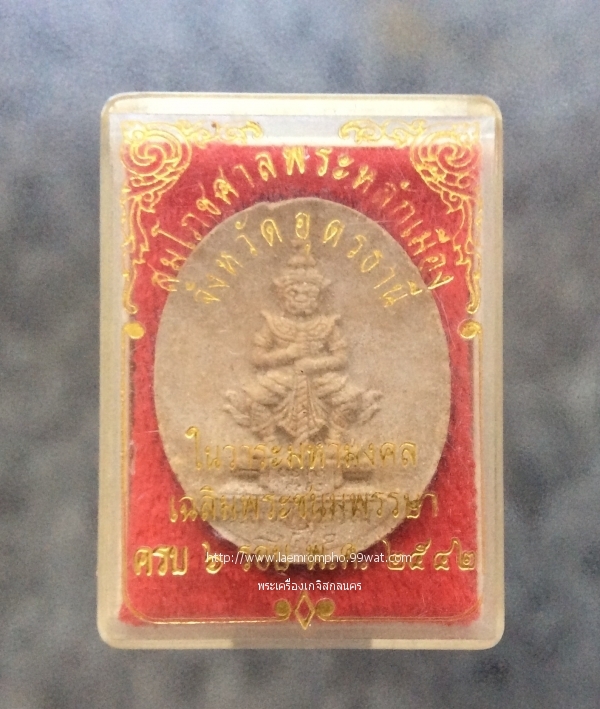 สมโภชศาลพระหลักเมือง
จังหวัดอุดรธานี
ในวาระมหามงคล
เฉลิมพระชนมพรรษา
ครบ ๖ รอบ ๒๕๔๒
http://www.laemrompho.99wat.com
พระเครื่องเกจิสกลนคร